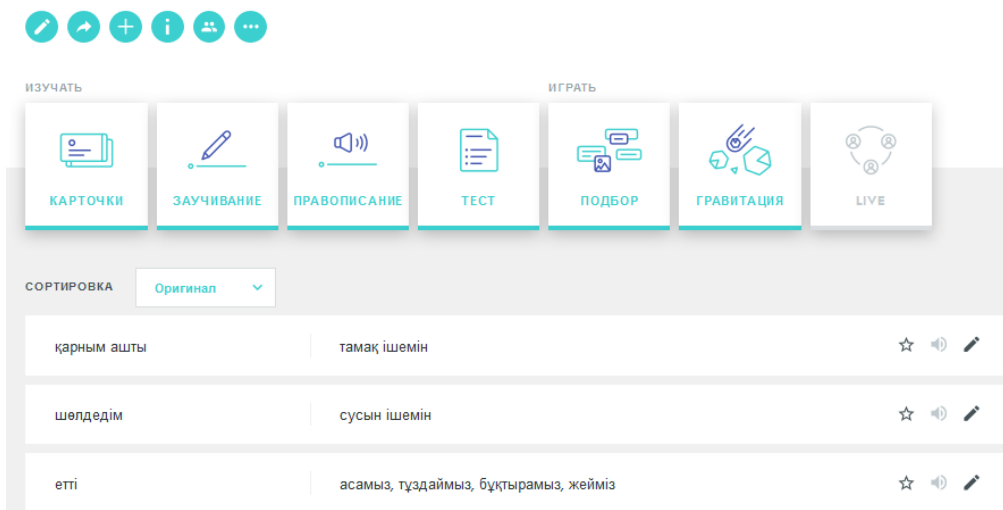 ИЗУЧАТЬ
ИГРАТЬ
КАРТОЧКИ
ЗАУЧИВАНИЕ
ПРАВОПИСАНИЕ
ТЕСТ
ПОДБОР
ГРАВИТАЦИЯ
LIVE
СОРТИРОВКА Оригинал
қарным ашты тамақ ішемін
шөлдедім сусын ішемін
етті асамыз, тұздаймыз, бұқтырамыз, жейміз